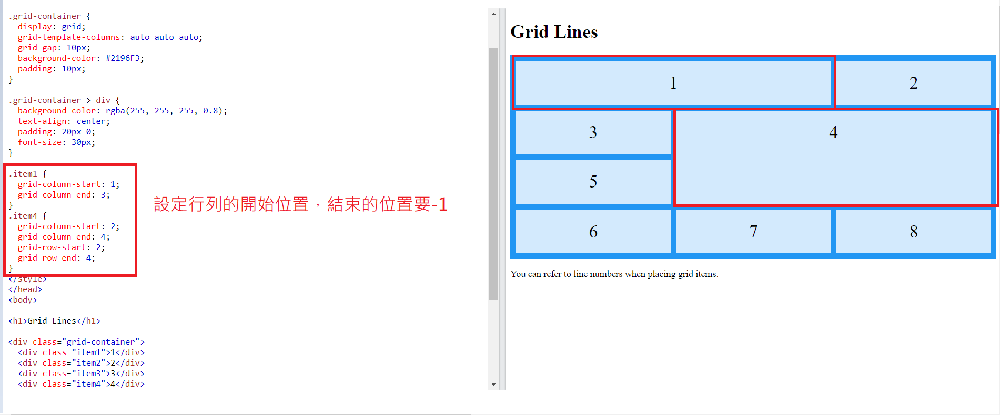 .grid-container {
  display: grid;
  grid-template-columns: auto auto auto;
  grid-gap: 10px;
  background-color: #2196F3;
  padding: 10px;
}

.grid-container > div {
  background-color: rgba(255, 255, 255, 0.8);
  text-align: center;
  padding: 20px 0;
  font-size: 30px;
}

.item1 {
  grid-column-start: 1;
  grid-column-end: 3;
}
.item4 {
  grid-column-start: 2;
  grid-column-end: 4;
  grid-row-start: 2;
  grid-row-end: 4;
}
</style>
</head>
<body>

<h1>Grid Lines</h1>

<div class="grid-container">
  <div class="item1">1</div>
  <div class="item2">2</div>
  <div class="item3">3</div>
  <div class="item4">4</div>
設定行列的開始位置，結束的位置要-1
Grid Lines
1
2
3
4
5
6
7
8
You can refer to line numbers when placing grid items.